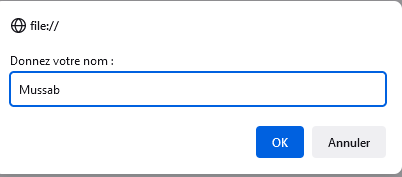 file://
Donnez votre nom :
Mussab
OK Annuler